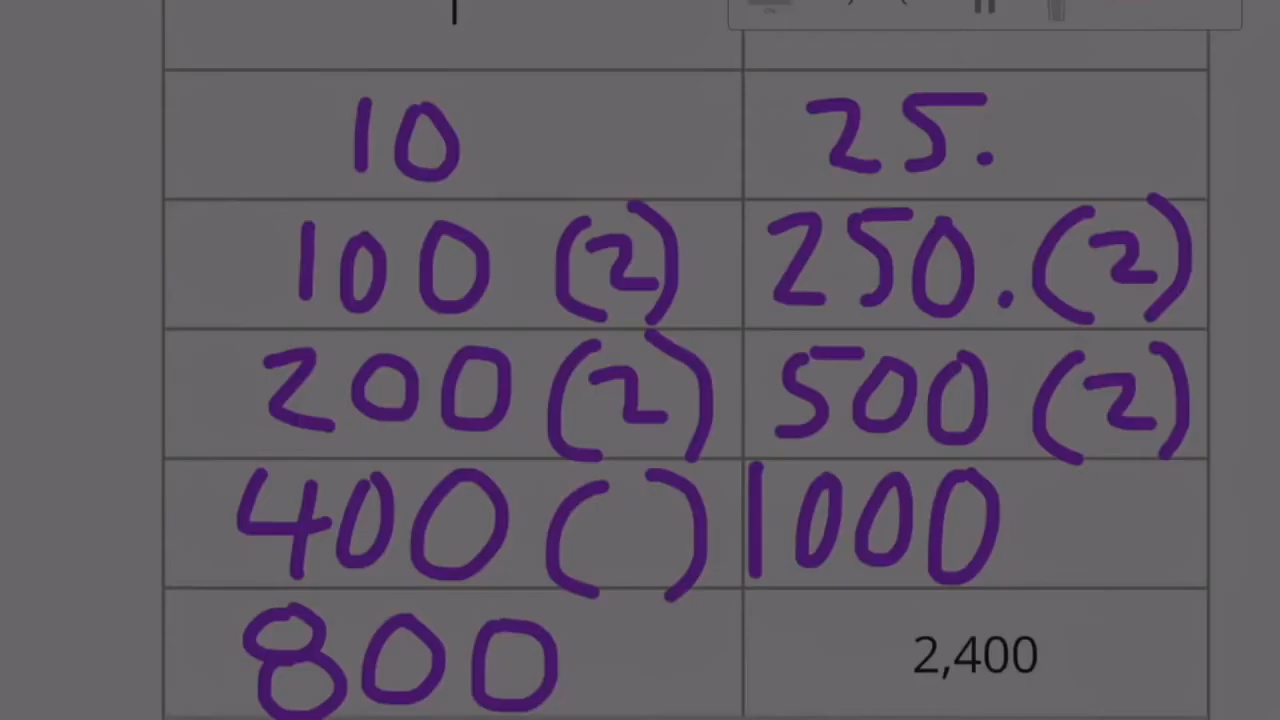 10 25.
100 (2) 250. (2)
200 (2) 500 (2)
400 ( ) 1000
800 2,400